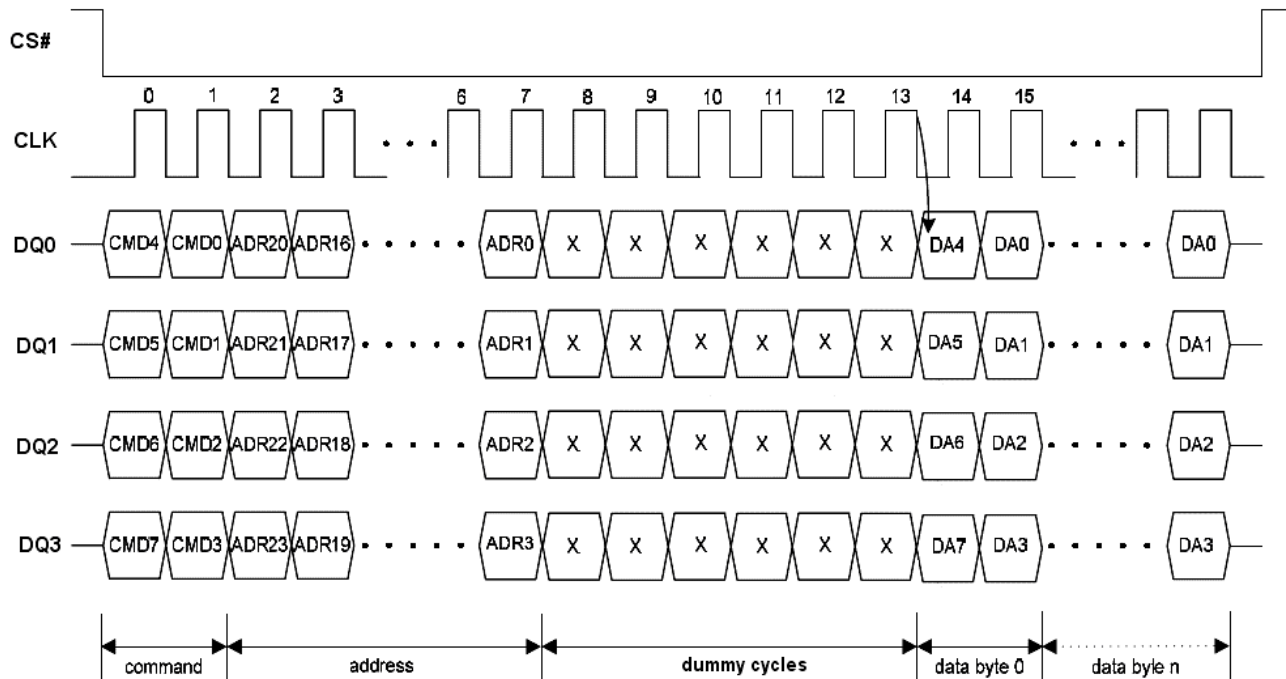 CS#
0 1 2 3 6 7 8 9 10 11 12 13 14 15
CLK
DQ0 CMD4 CMD0 ADR20 ADR16 ADR0 X X X X X X DA4 DA0 DA0
DQ1 CMD5 CMD1 ADR21 ADR17 ADR1 X X X X X X DA5 DA1 DA1
DQ2 CMD6 CMD2 ADR22 ADR18 ADR2 X X X X X X DA6 DA2 DA2
DQ3 CMD7 CMD3 ADR23 ADR19 ADR3 X X X X X X DA7 DA3 DA3
command address dummy cycles data byte 0 data byle n